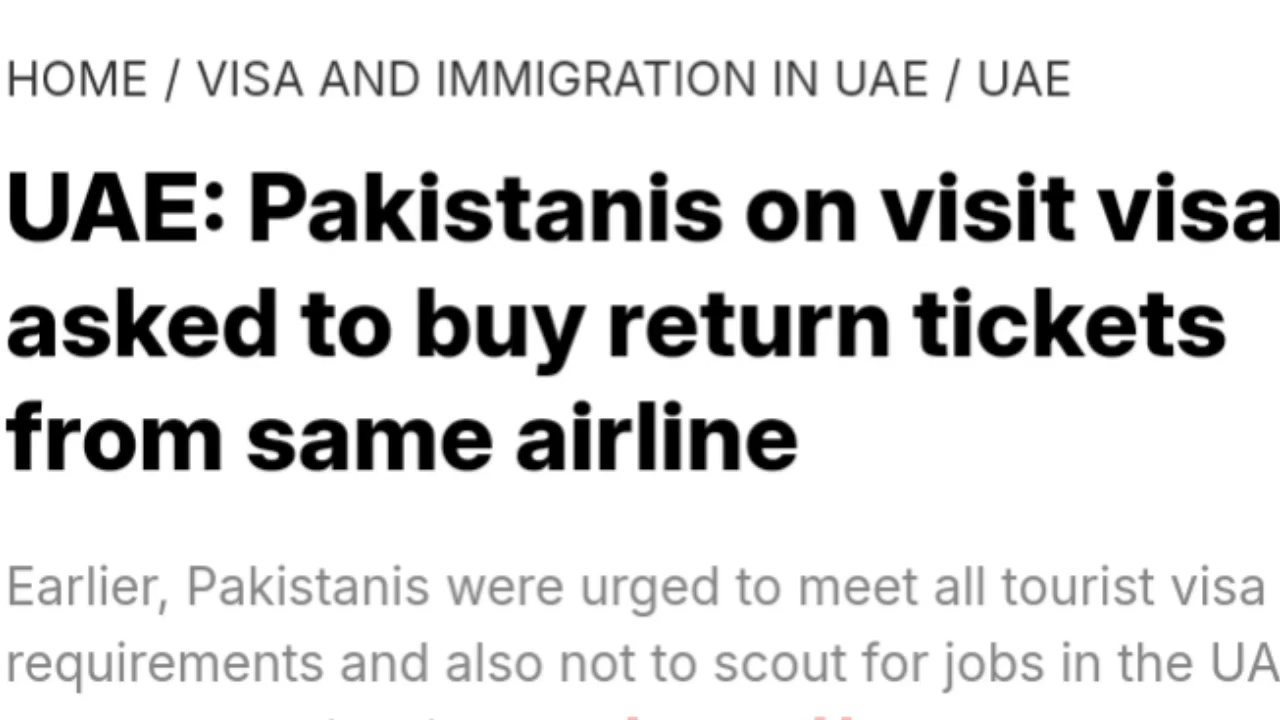 HOME / VISA AND IMMIGRATION IN UAE / UAE
UAE: Pakistanis on visit visa
asked to buy return tickets
from same airline
Earlier, Pakistanis were urged to meet all tourist visa
requirements and also not to scout for jobs in the UA